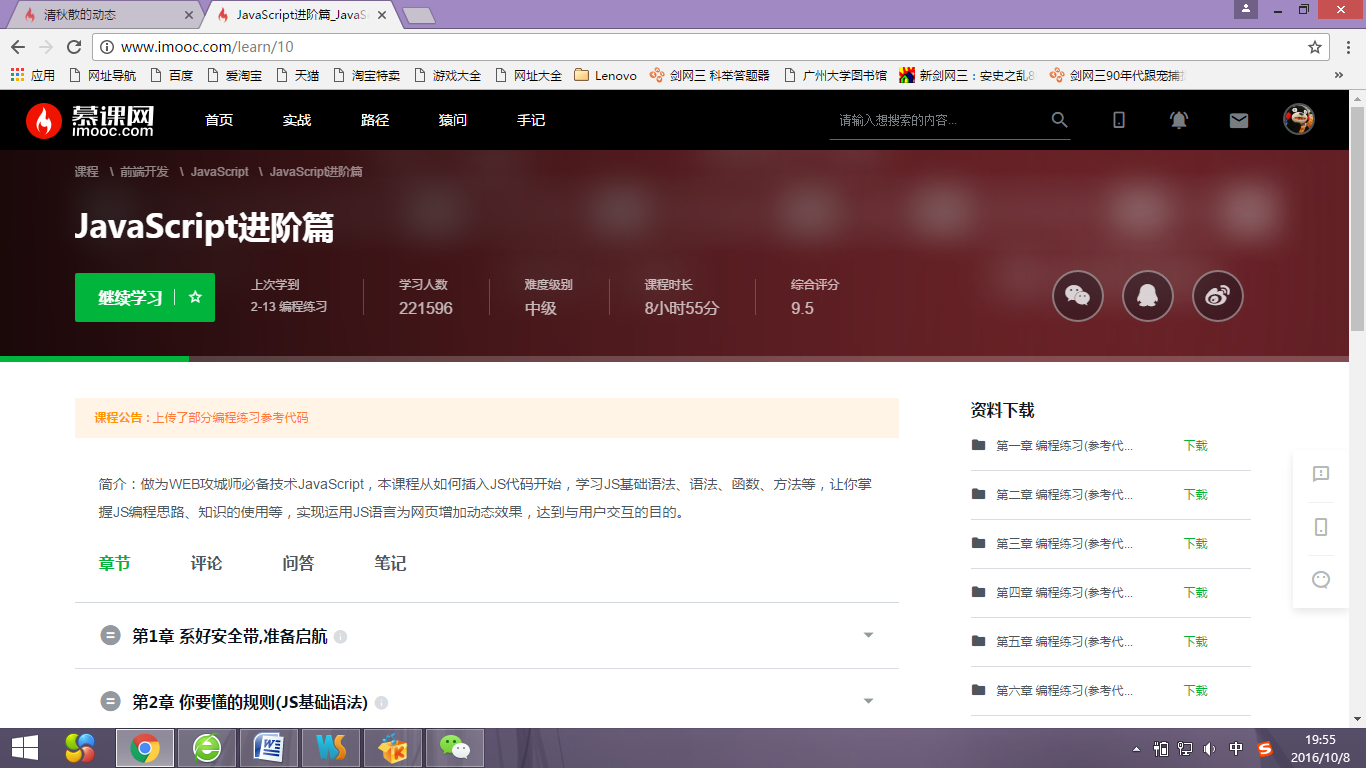 清秋散的动态
JavaScript进阶篇_JavaS
www.imooc.com/learn/10
应用 网址导航 百度 爱淘宝 天猫 淘宝特卖 游戏大全 网址大全 Lenovo 剑网三 科举答题器 广州大学图书馆 新剑网三：安史之乱 剑网三90年代跟宠捕 »
慕课网
imooc.com
首页 实战 路径 猿问 手记 请输入想搜索的内容...
课程 \ 前端开发 \ JavaScript \ JavaScript进阶篇
JavaScript进阶篇
继续学习
上次学到 学习人数 难度级别 课程时长 综合评分
2-13 编程练习 221596 中级 8小时55分 9.5
课程公告 : 上传了部分编程练习参考代码
简介：做为WEB攻城师必备技术JavaScript，本课程从如何插入JS代码开始，学习JS基础语法、语法、函数、方法等，让你掌
握JS编程思路、知识的使用等，实现运用JS语言为网页增加动态效果，达到与用户交互的目的。
章节 评论 问答 笔记
第1章 系好安全带,准备启航
第2章 你要懂的规则(JS基础语法)
资料下载
第一章 编程练习(参考代... 下载
第二章 编程练习(参考代... 下载
第三章 编程练习(参考代... 下载
第四章 编程练习(参考代... 下载
第五章 编程练习(参考代... 下载
第六章 编程练习(参考代... 下载
中
19:55
2016/10/8